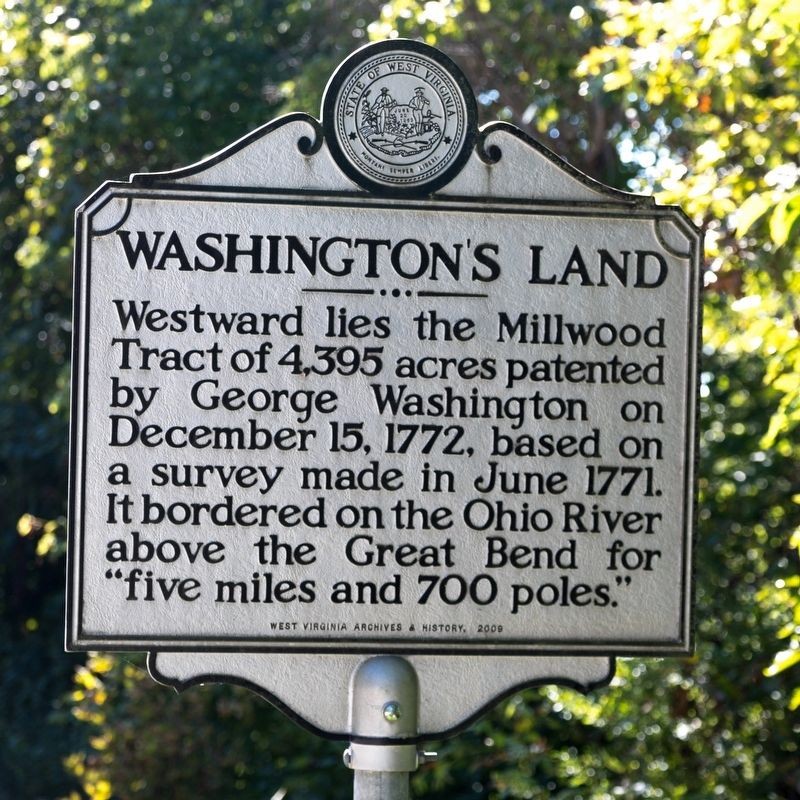 STATE OF WEST VIRGINIA.
MONTANI SEMPER LIBERI.
WASHINGTON'S LAND
Westward lies the Millwood
Tract of 4,395 acres patented
by George Washington on
December 15, 1772, based on
a survey made in June 1771.
It bordered on the Ohio River
above the Great Bend for
“five miles and 700 poles.”
WEST VIRGINIA ARCHIVES & HISTORY, 2009